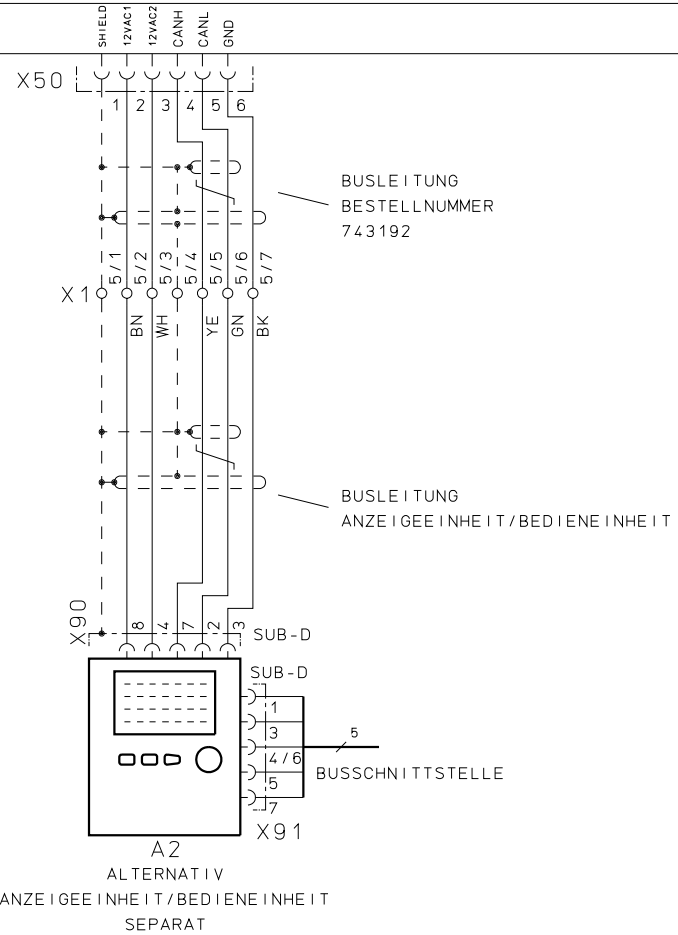 SHIELD
12VAC1
12VAC2
CANH
CANL
GND
X50
1 2 3 4 5 6
BUSLEITUNG
BESTELLNUMMER
743192
5/1 5/2 5/3 5/4 5/5 5/6 5/7
X1
BN WH YE GN BK
BUSLEITUNG
ANZEIGEEINHEIT/BEDIENEINHEIT
X90
8 4 7 2 3
SUB-D
SUB-D
1
3
4/6
5
7
5
BUSSCHNITTSTELLE
X91
A2
ALTERNATIV
ANZEIGEEINHEIT/BEDIENEINHEIT
SEPARAT